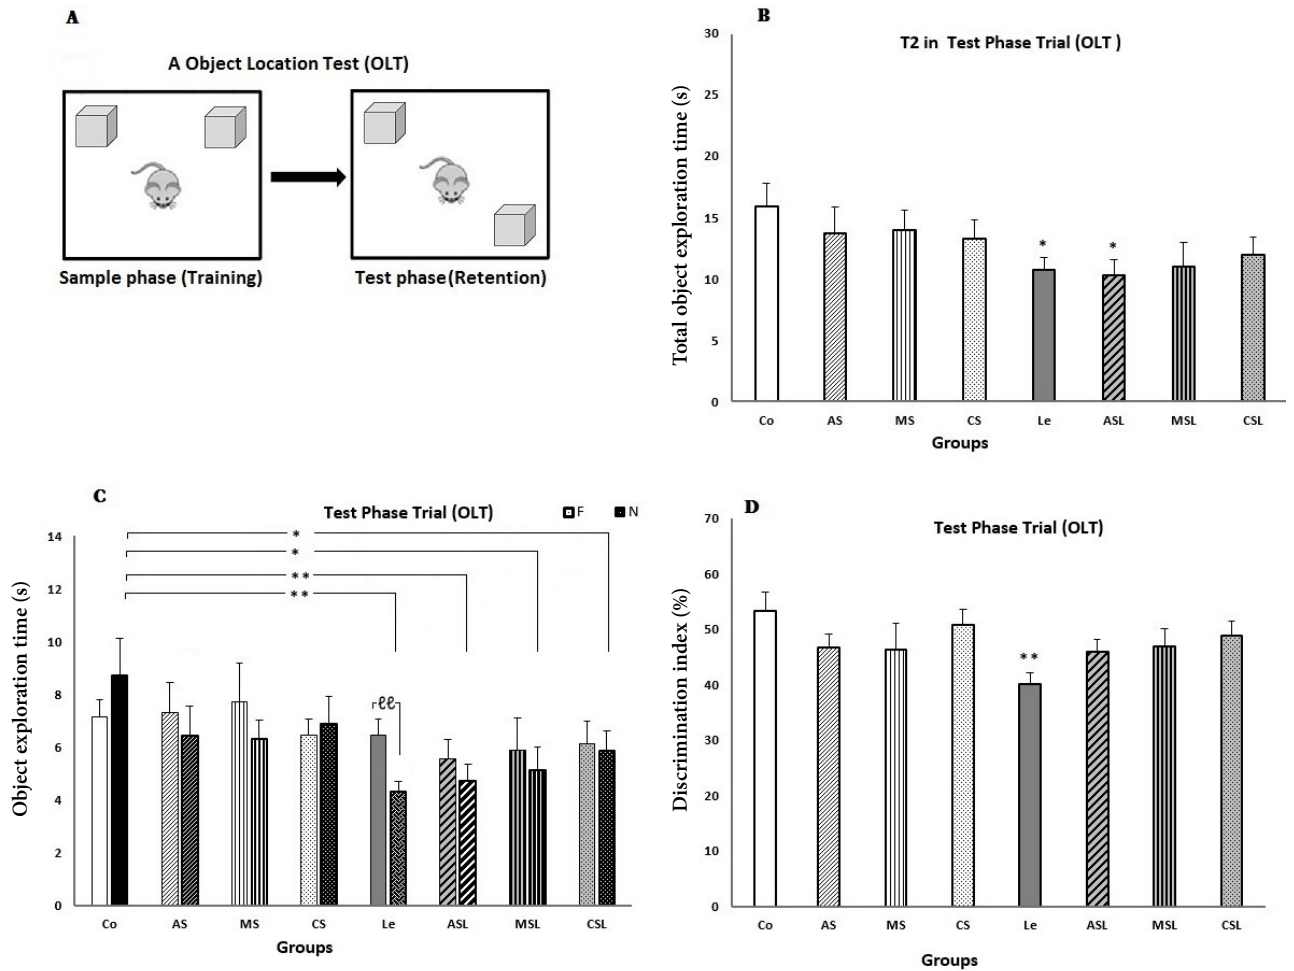 A
A Object Location Test (OLT)
Sample phase (Training)
Test phase(Retention)
B
T2 in Test Phase Trial (OLT )
Total object exploration time (s)
30
25
20
15
10
5
0
*
*
Co AS MS CS Le ASL MSL CSL
Groups
C
Test Phase Trial (OLT)
F N
Object exploration time (s)
14
12
10
8
6
4
2
0
*
*
**
**
ℓℓ
Co AS MS CS Le ASL MSL CSL
Groups
D
Test Phase Trial (OLT)
Discrimination index (%)
70
60
50
40
30
20
10
0
**
Co AS MS CS Le ASL MSL CSL
Groups